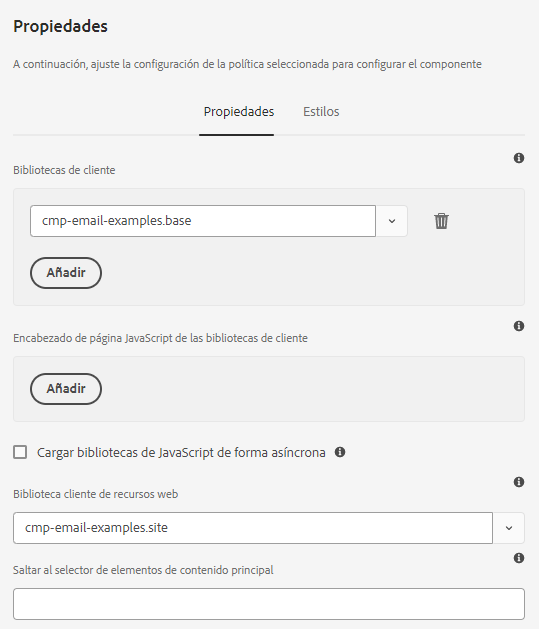 Propiedades
A continuación, ajuste la configuración de la política seleccionada para configurar el componente
Propiedades Estilos
Bibliotecas de cliente
cmp-email-examples.base
Añadir
Encabezado de página JavaScript de las bibliotecas de cliente
Añadir
Cargar bibliotecas de JavaScript de forma asíncrona
Biblioteca cliente de recursos web
cmp-email-examples.site
Saltar al selector de elementos de contenido principal